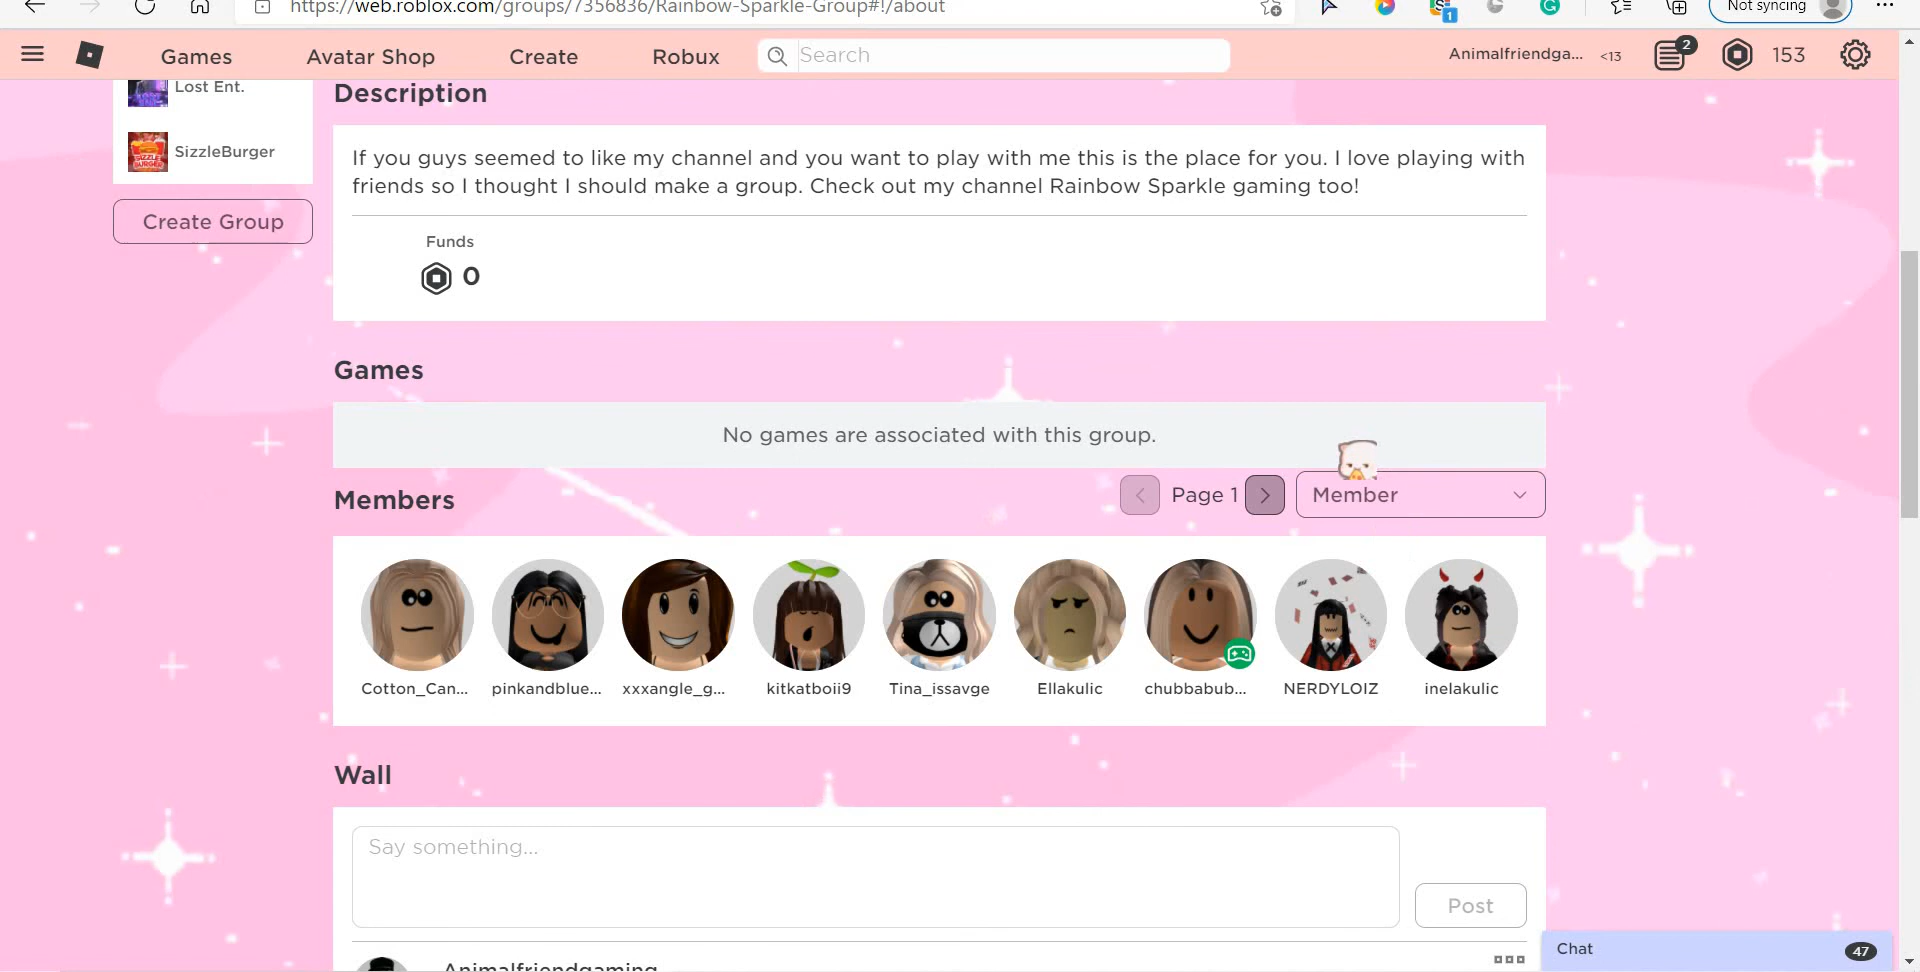 https://web.roblox.com/groups/7356836/Rainbow-Sparkle-Group#!/about
1
Not syncing
Games
Avatar Shop
Create
Robux
Search
Animalfriendga...
<13
2
153
Lost Ent.
SizzleBurger
Create Group
Description
If you guys seemed to like my channel and you want to play with me this is the place for you. I love playing with
friends so I thought I should make a group. Check out my channel Rainbow Sparkle gaming too!
Funds
0
Games
No games are associated with this group.
Members
Page 1
Member
Cotton_Can...
pinkandblue...
xxxangle_g...
kitkatboii9
Tina_issavge
Ellakulic
chubbabub...
NERDYLOIZ
inelakulic
Wall
Say something...
Post
Animalfriendgaming
Chat
47